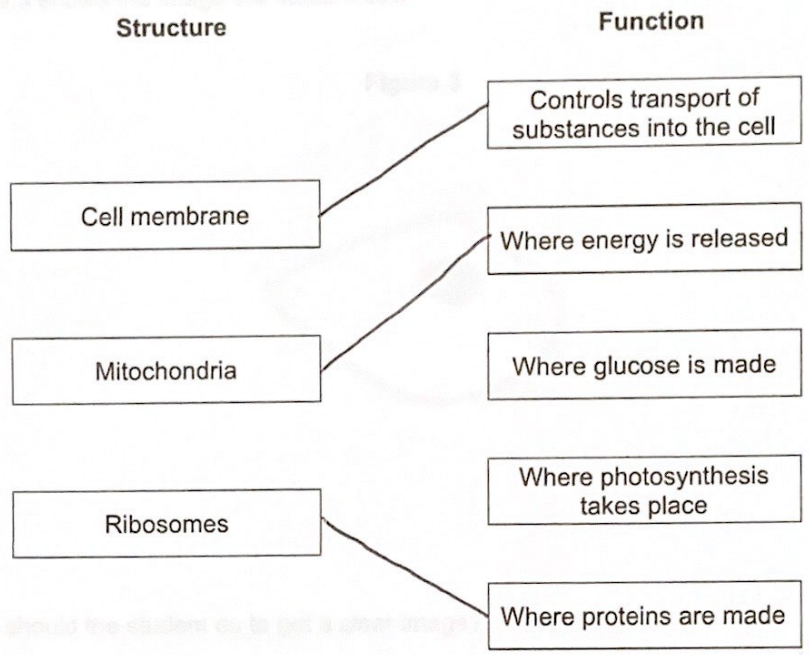 Structure
Function
Controls transport of
substances into the cell
Cell membrane
Where energy is released
Mitochondria
Where glucose is made
Where photosynthesis
takes place
Ribosomes
Where proteins are made